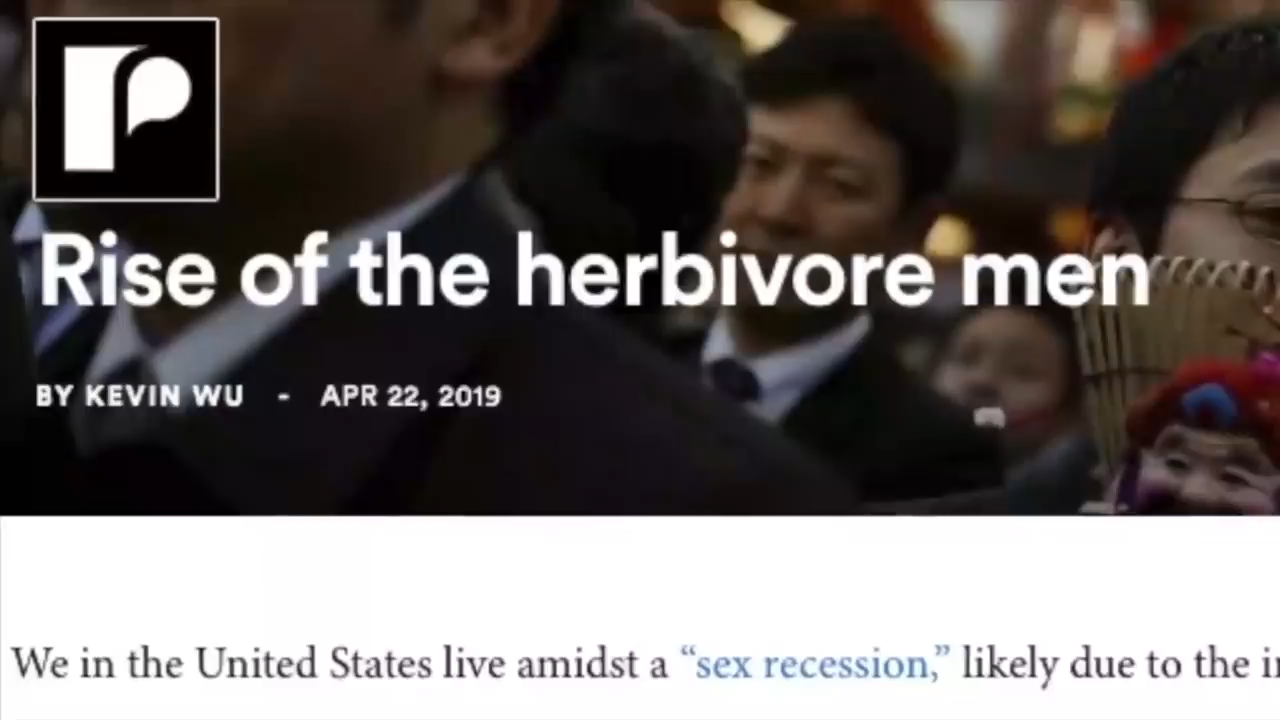 Rise of the herbivore men
BY KEVIN WU - APR 22, 2019
We in the United States live amidst a “sex recession,” likely due to the